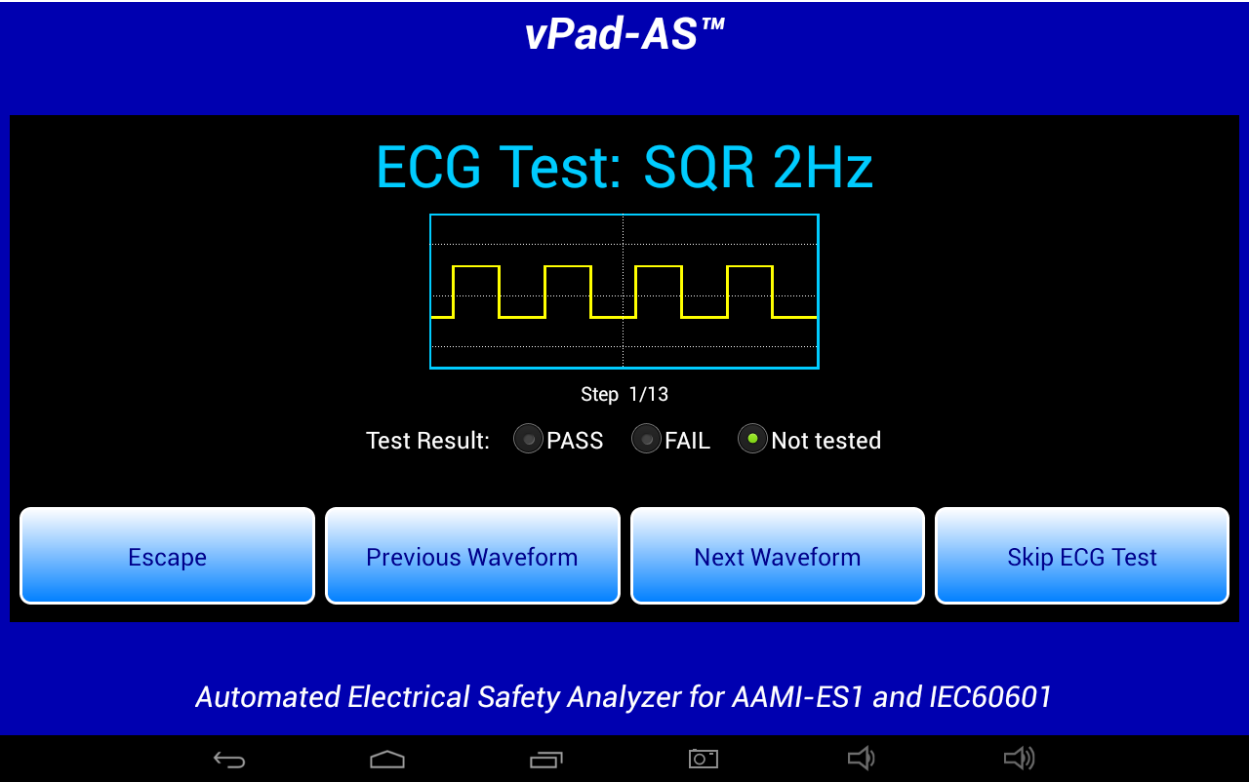 vPad-AS™
ECG Test: SQR 2Hz
Step 1/13
Test Result: PASS FAIL Not tested
Escape Previous Waveform Next Waveform Skip ECG Test
Automated Electrical Safety Analyzer for AAMI-ES1 and IEC60601